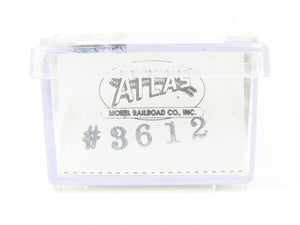 ATLAS
MODEL RAILROAD CO., INC.
#3612